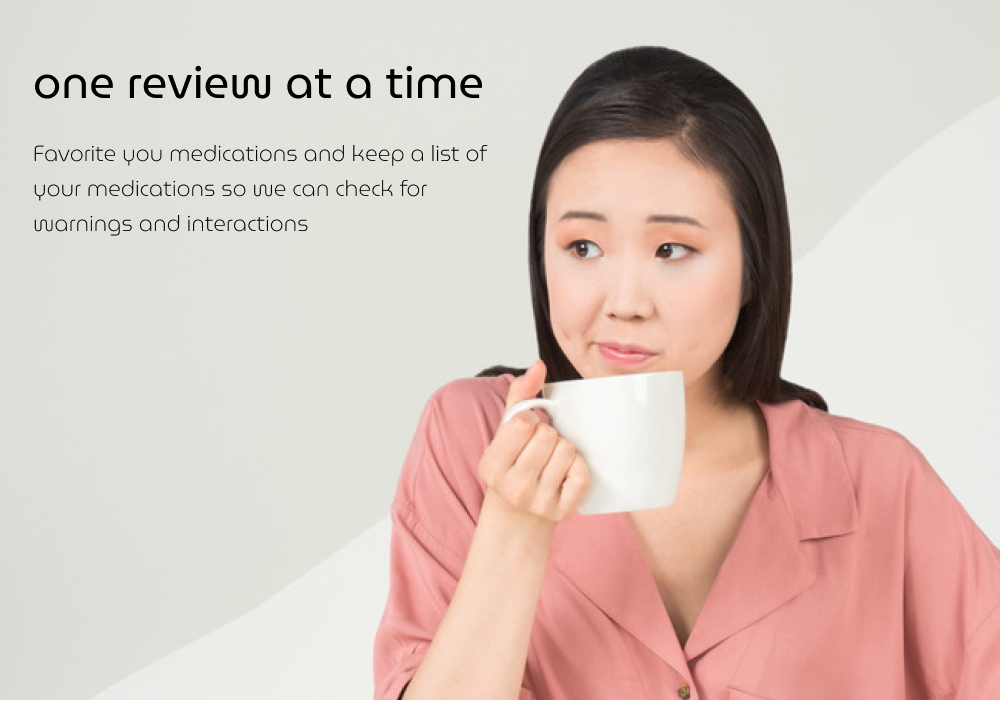 one review at a time
Favorite you medications and keep a list of
your medications so we can check for
warnings and interactions